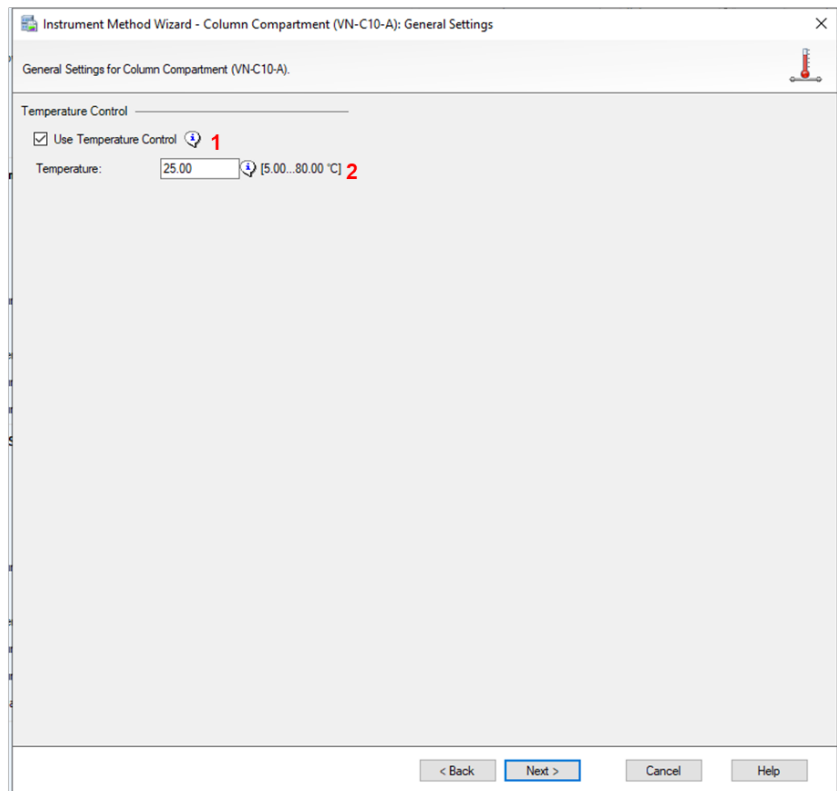 Instrument Method Wizard - Column Compartment (VN-C10-A): General Settings
General Settings for Column Compartment (VN-C10-A).
Temperature Control
Use Temperature Control 1
Temperature: 25.00 [5.00...80.00 °C] 2
< Back Next > Cancel Help